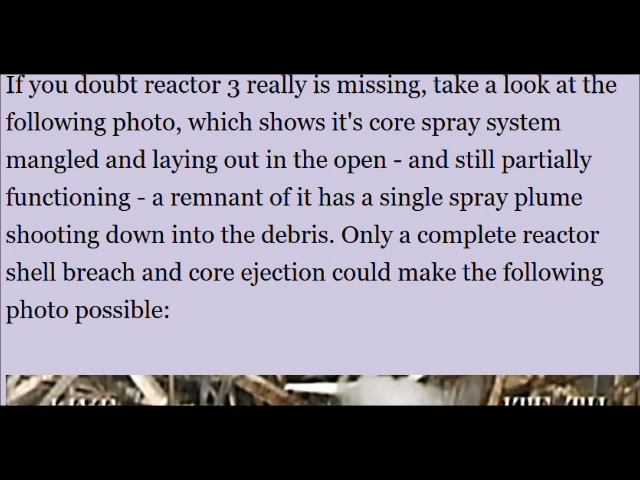 If you doubt reactor 3 really is missing, take a look at the
following photo, which shows it's core spray system
mangled and laying out in the open - and still partially
functioning - a remnant of it has a single spray plume
shooting down into the debris. Only a complete reactor
shell breach and core ejection could make the following
photo possible: